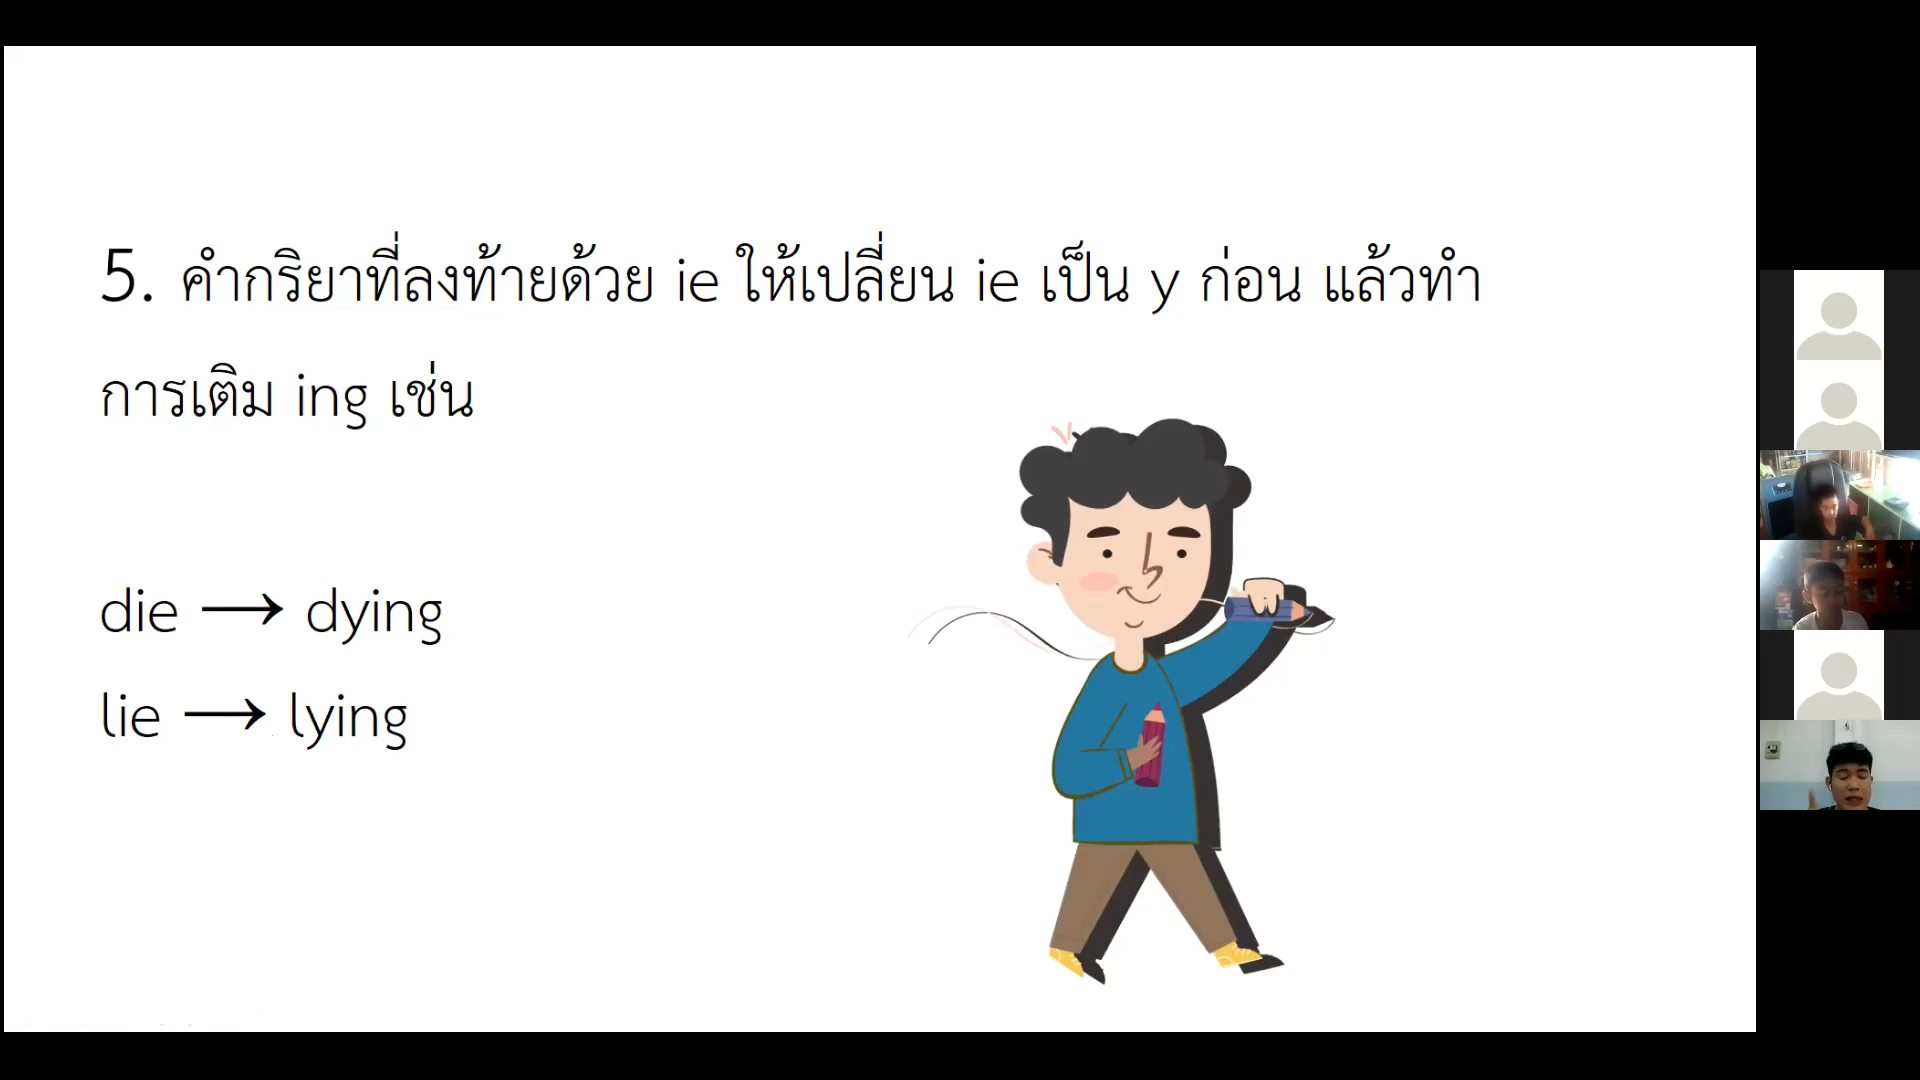 5. คำกริยาที่ลงท้ายด้วย ie ให้เปลี่ยน ie เป็น y ก่อน แล้วทำ
การเติม ing เช่น
die ⟶ dying
lie ⟶ lying